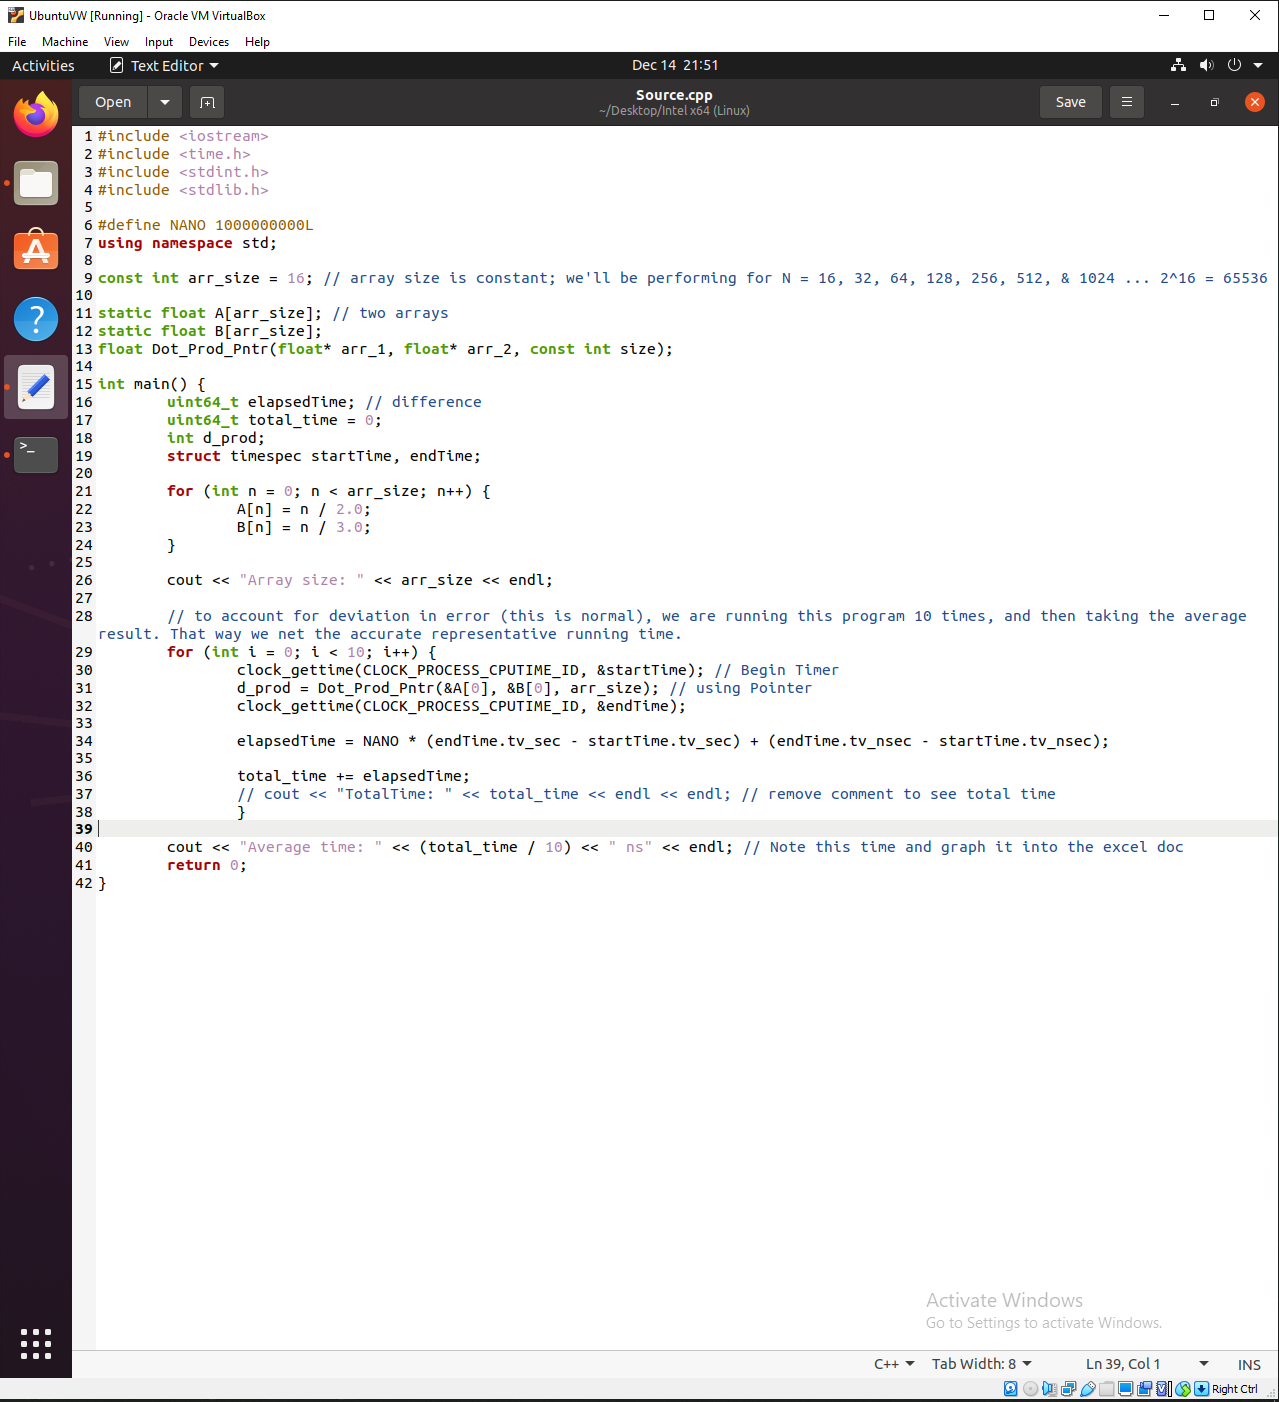 UbuntuVW [Running] - Oracle VM VirtualBox
File Machine View Input Devices Help
Activities Text Editor Dec 14 21:51
Open Source.cpp Save
~/Desktop/Intel x64 (Linux)
1 #include <iostream>
2 #include <time.h>
3 #include <stdint.h>
4 #include <stdlib.h>
5
6 #define NANO 1000000000L
7 using namespace std;
8
9 const int arr_size = 16; // array size is constant; we'll be performing for N = 16, 32, 64, 128, 256, 512, & 1024 ... 2^16 = 65536
10
11 static float A[arr_size]; // two arrays
12 static float B[arr_size];
13 float Dot_Prod_Pntr(float* arr_1, float* arr_2, const int size);
14
15 int main() {
16 uint64_t elapsedTime; // difference
17 uint64_t total_time = 0;
18 int d_prod;
19 struct timespec startTime, endTime;
20
21 for (int n = 0; n < arr_size; n++) {
22 A[n] = n / 2.0;
23 B[n] = n / 3.0;
24 }
25
26 cout << "Array size: " << arr_size << endl;
27
28 // to account for deviation in error (this is normal), we are running this program 10 times, and then taking the average
result. That way we net the accurate representative running time.
29 for (int i = 0; i < 10; i++) {
30 clock_gettime(CLOCK_PROCESS_CPUTIME_ID, &startTime); // Begin Timer
31 d_prod = Dot_Prod_Pntr(&A[0], &B[0], arr_size); // using Pointer
32 clock_gettime(CLOCK_PROCESS_CPUTIME_ID, &endTime);
33
34 elapsedTime = NANO * (endTime.tv_sec - startTime.tv_sec) + (endTime.tv_nsec - startTime.tv_nsec);
35
36 total_time += elapsedTime;
37 // cout << "TotalTime: " << total_time << endl << endl; // remove comment to see total time
38 }
39
40 cout << "Average time: " << (total_time / 10) << " ns" << endl; // Note this time and graph it into the excel doc
41 return 0;
42 }
Activate Windows
Go to Settings to activate Windows.
C++ Tab Width: 8 Ln 39, Col 1 INS
Right Ctrl